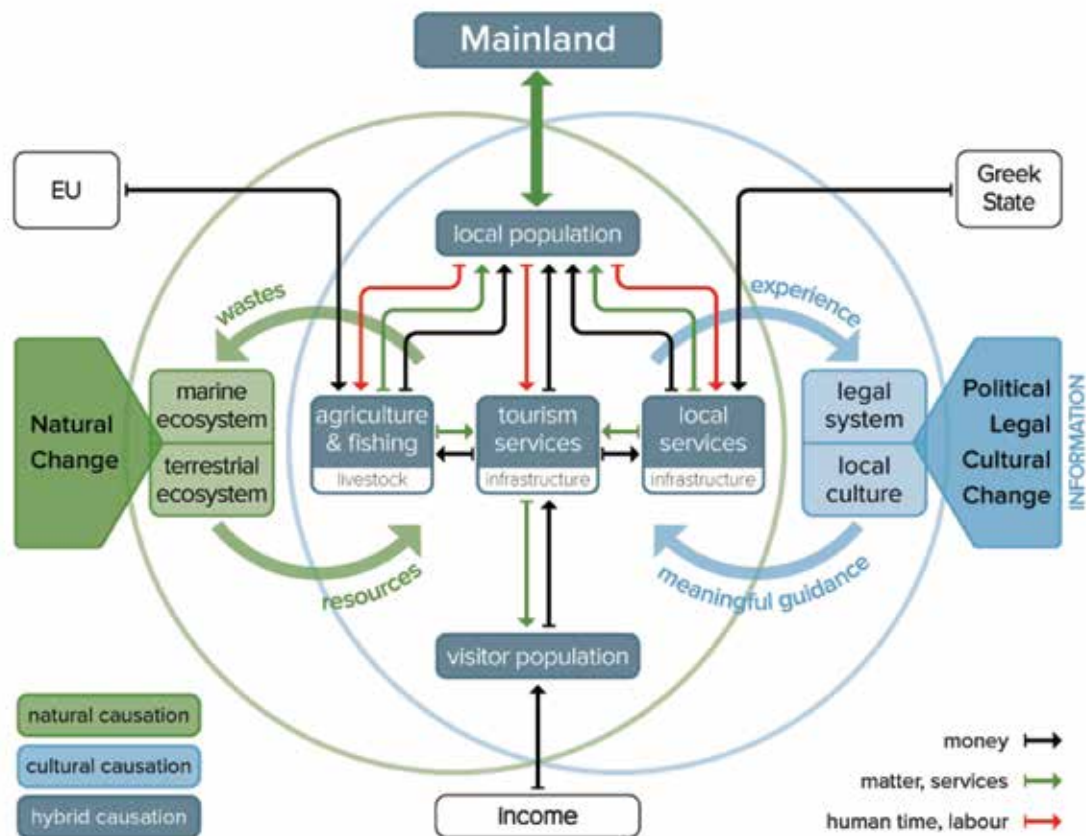 Mainland
EU
Greek
State
local population
wastes
experience
Natural
Change
marine
ecosystem
terrestrial
ecosystem
agriculture
& fishing
livestock
tourism
services
infrastructure
local
services
infrastructure
legal
system
local
culture
Political
Legal
Cultural
Change
INFORMATION
resources
meaningful guidance
visitor population
natural causation
cultural causation
hybrid causation
Income
money
matter, services
human time, labour